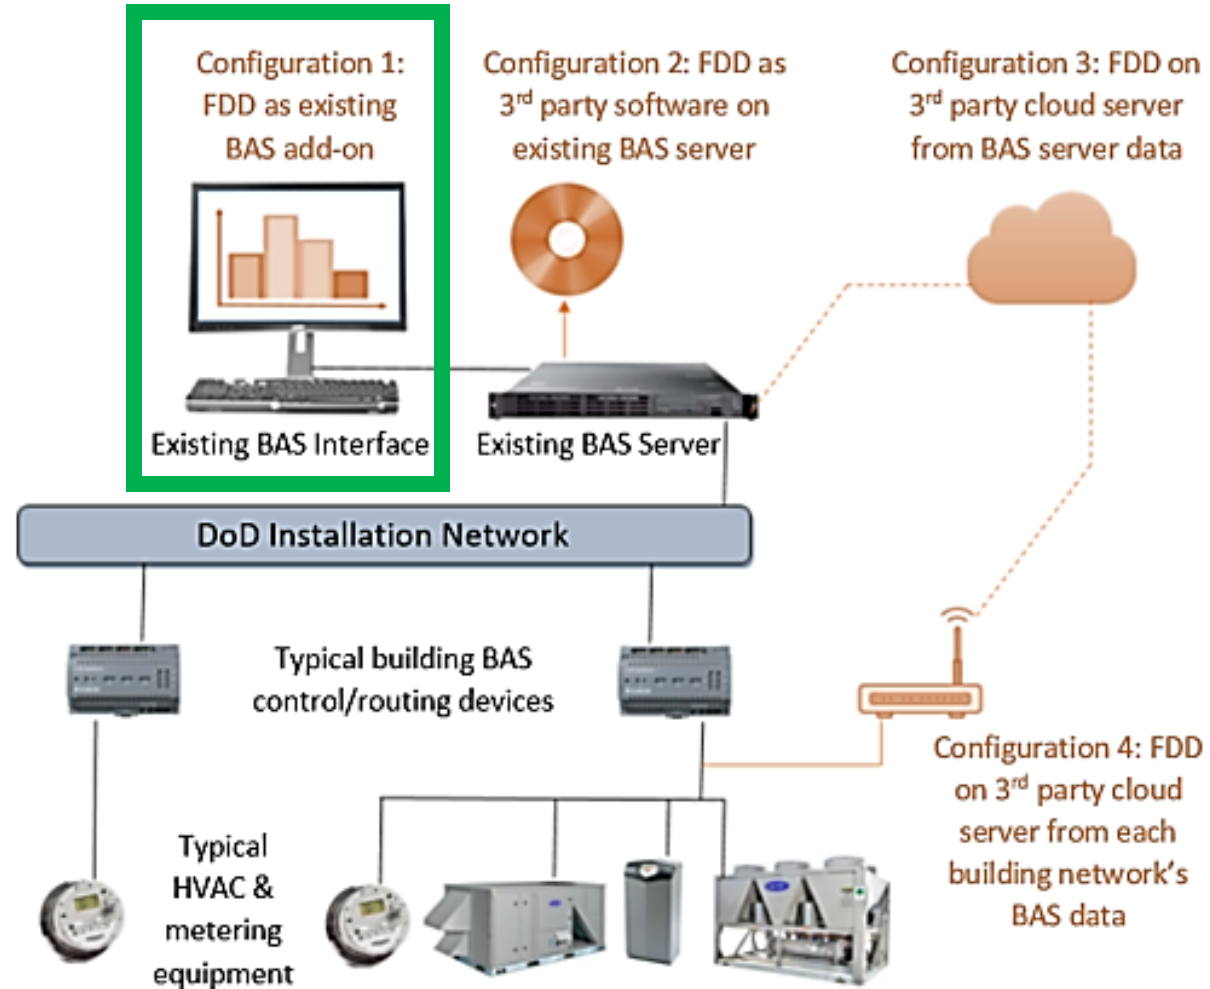 Configuration 1:
FDD as existing
BAS add-on
Configuration 2: FDD as
3rd party software on
existing BAS server
Configuration 3: FDD on
3rd party cloud server
from BAS server data
Existing BAS Interface
Existing BAS Server
DoD Installation Network
Typical building BAS
control/routing devices
Configuration 4: FDD
on 3rd party cloud
server from each
building network's
BAS data
Typical
HVAC &
metering
equipment